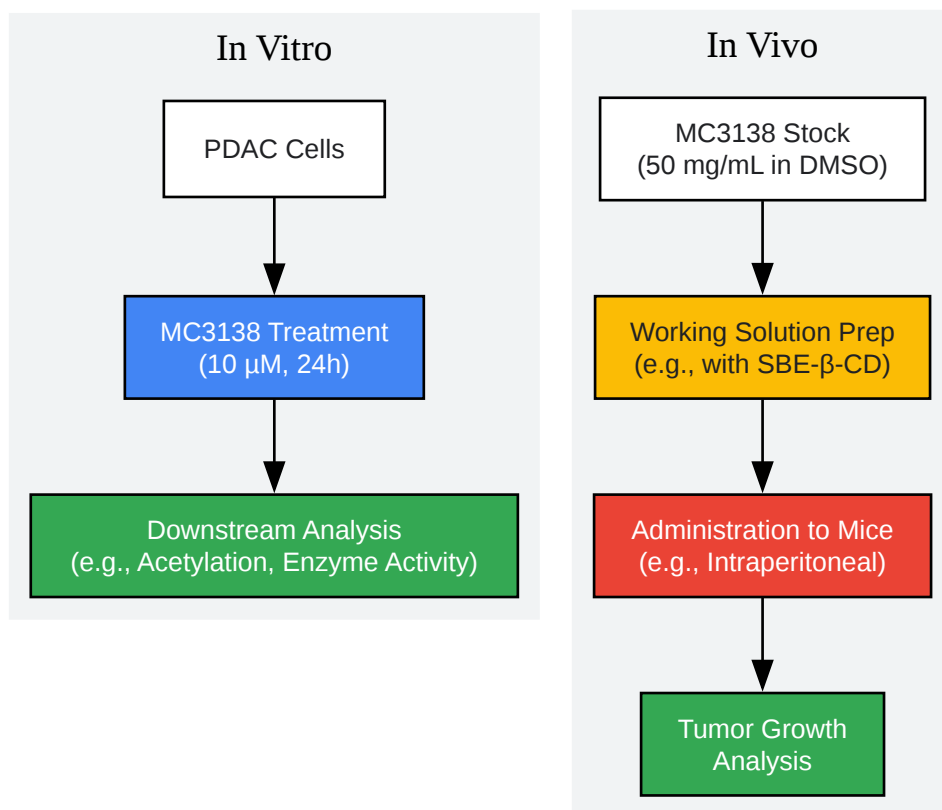 In Vitro
PDAC Cells
MC3138 Treatment
(10 µM, 24h)
Downstream Analysis
(e.g., Acetylation, Enzyme Activity)
In Vivo
MC3138 Stock
(50 mg/mL in DMSO)
Working Solution Prep
(e.g., with SBE-β-CD)
Administration to Mice
(e.g., Intraperitoneal)
Tumor Growth
Analysis